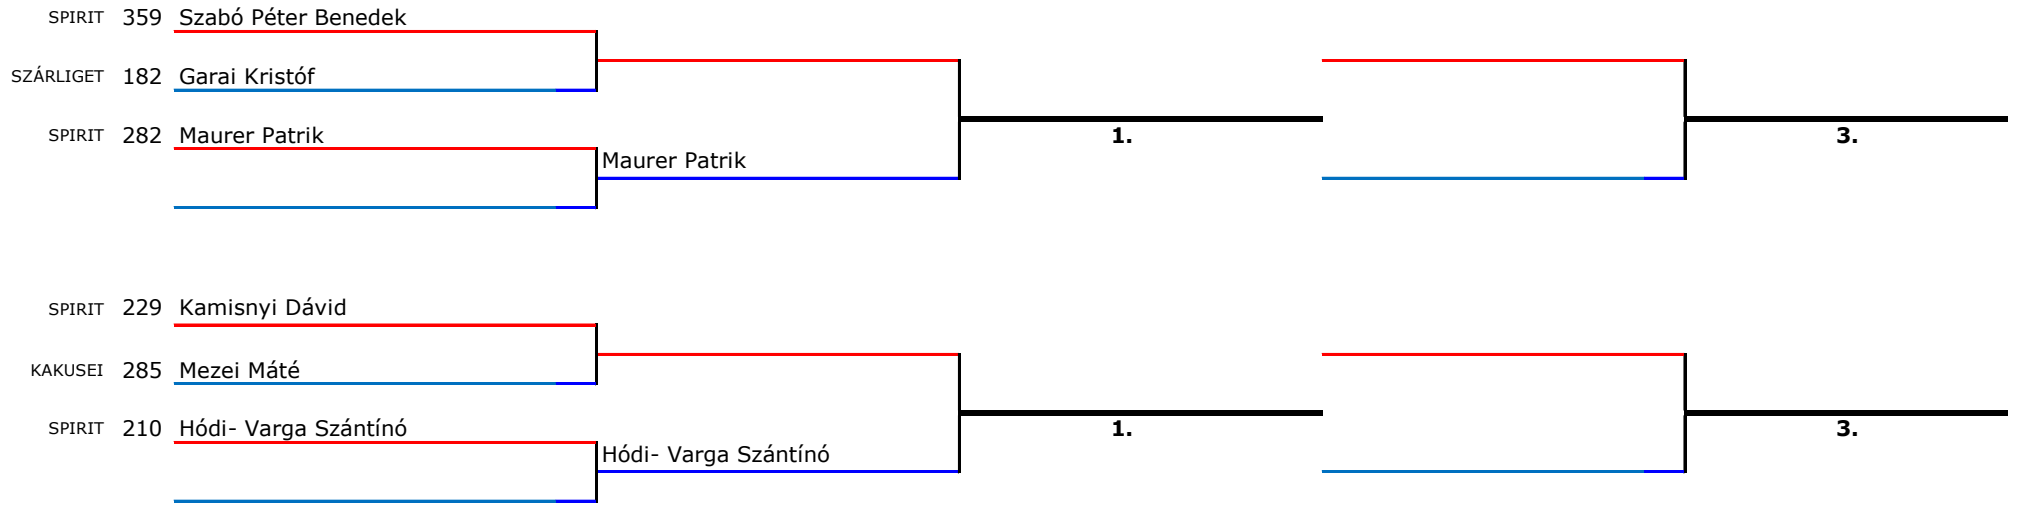 SPIRIT 359 Szabó Péter Benedek
SZÁRLIGET 182 Garai Kristóf
SPIRIT 282 Maurer Patrik
1.
3.
Maurer Patrik
SPIRIT 229 Kamisnyi Dávid
KAKUSEI 285 Mezei Máté
SPIRIT 210 Hódi- Varga Szántínó
1.
3.
Hódi- Varga Szántínó